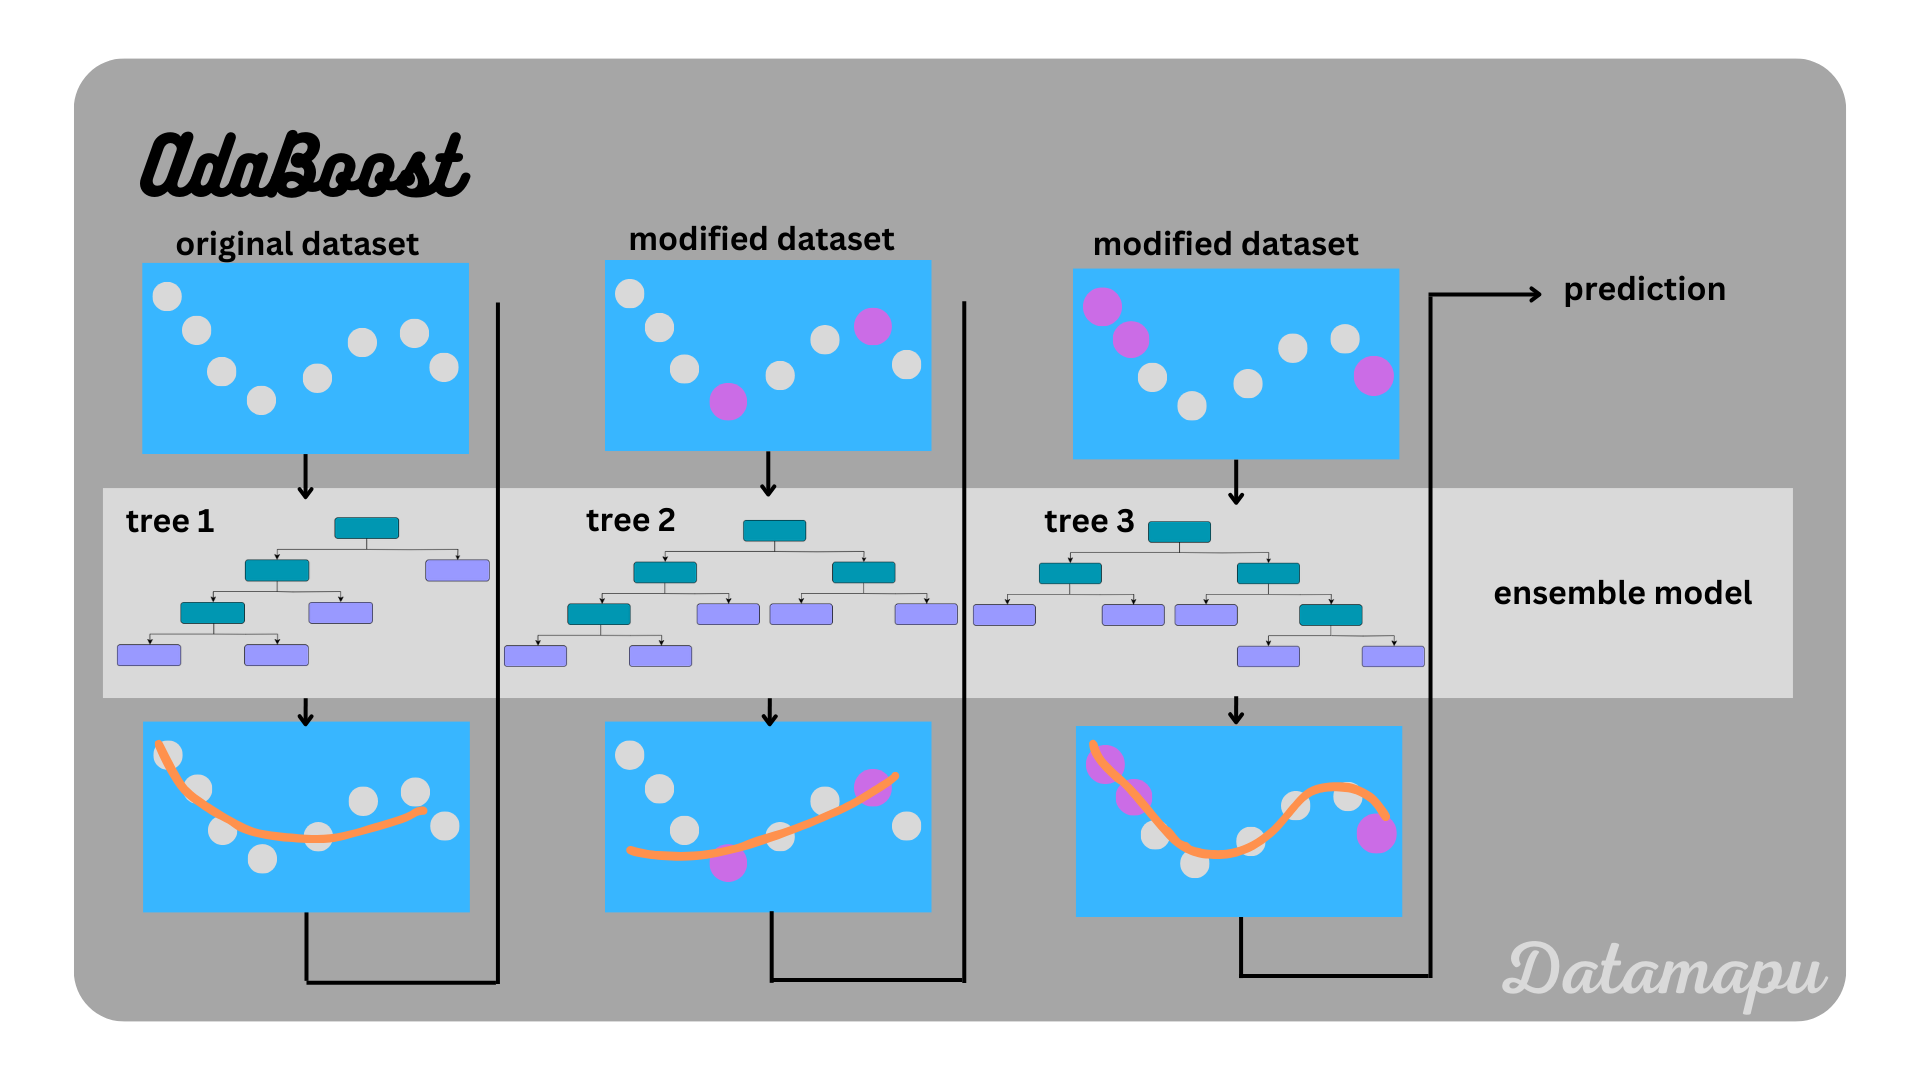 AdaBoost
original dataset
modified dataset
modified dataset
prediction
tree 1
tree 2
tree 3
ensemble model
Datamapu